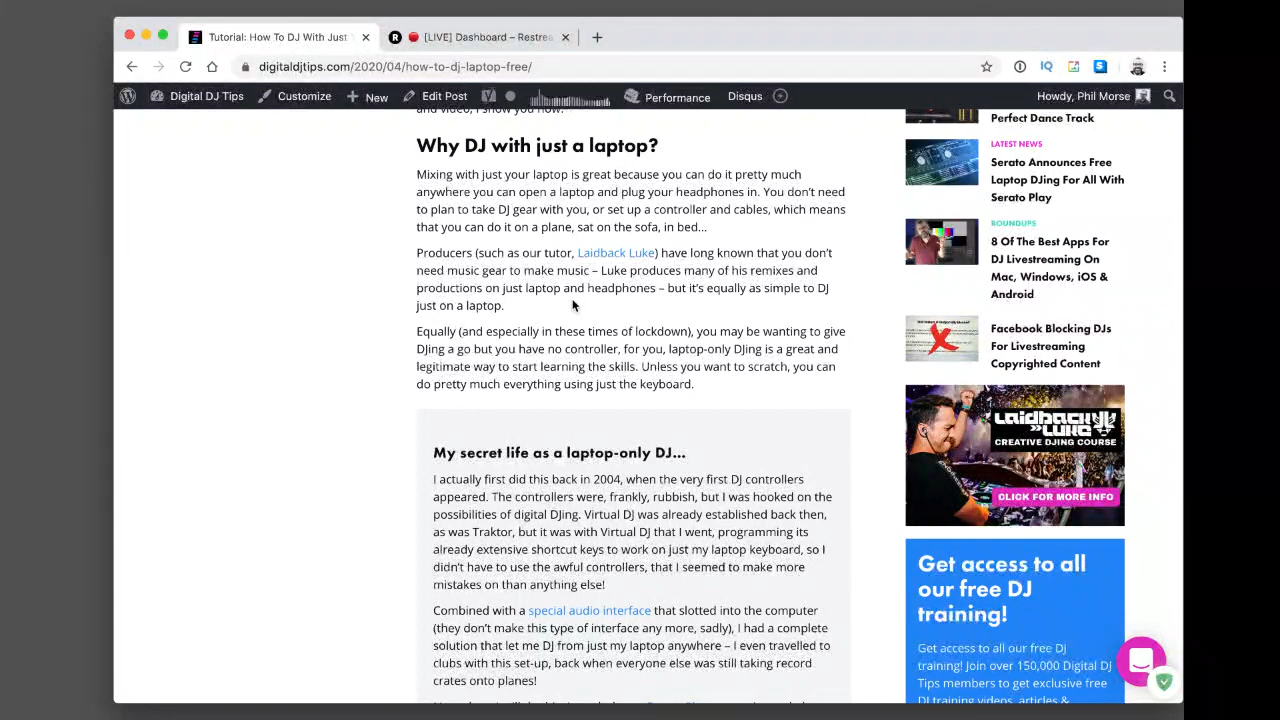 Tutorial: How To DJ With Just
[LIVE] Dashboard – Restrea
digitaldjtips.com/2020/04/how-to-dj-laptop-free/
IQ
Digital DJ Tips
Customize
New
Edit Post
Performance
Disqus
Howdy, Phil Morse
and video, I show you how.
Why DJ with just a laptop?
Mixing with just your laptop is great because you can do it pretty much
anywhere you can open a laptop and plug your headphones in. You don’t need
to plan to take DJ gear with you, or set up a controller and cables, which means
that you can do it on a plane, sat on the sofa, in bed…
Producers (such as our tutor, Laidback Luke) have long known that you don’t
need music gear to make music – Luke produces many of his remixes and
productions on just laptop and headphones – but it’s equally as simple to DJ
just on a laptop.
Equally (and especially in these times of lockdown), you may be wanting to give
DJing a go but you have no controller, for you, laptop-only DJing is a great and
legitimate way to start learning the skills. Unless you want to scratch, you can
do pretty much everything using just the keyboard.
My secret life as a laptop-only DJ…
I actually first did this back in 2004, when the very first DJ controllers
appeared. The controllers were, frankly, rubbish, but I was hooked on the
possibilities of digital DJing. Virtual DJ was already established back then,
as was Traktor, but it was with Virtual DJ that I went, programming its
already extensive shortcut keys to work on just my laptop keyboard, so I
didn’t have to use the awful controllers, that I seemed to make more
mistakes on than anything else!
Combined with a special audio interface that slotted into the computer
(they don’t make this type of interface any more, sadly), I had a complete
solution that let me DJ from just my laptop anywhere – I even travelled to
clubs with this set-up, back when everyone else was still taking record
crates onto planes!
Perfect Dance Track
LATEST NEWS
Serato Announces Free
Laptop DJing For All With
Serato Play
ROUNDUPS
8 Of The Best Apps For
DJ Livestreaming On
Mac, Windows, iOS &
Android
Facebook Blocking DJs
For Livestreaming
Copyrighted Content
LAIDBACK
LUKE
CREATIVE DJING COURSE
CLICK FOR MORE INFO
Get access to all
our free DJ
training!
Get access to all our free DJ
training! Join over 150,000 Digital DJ
Tips members to get exclusive free
DJ training videos, articles &